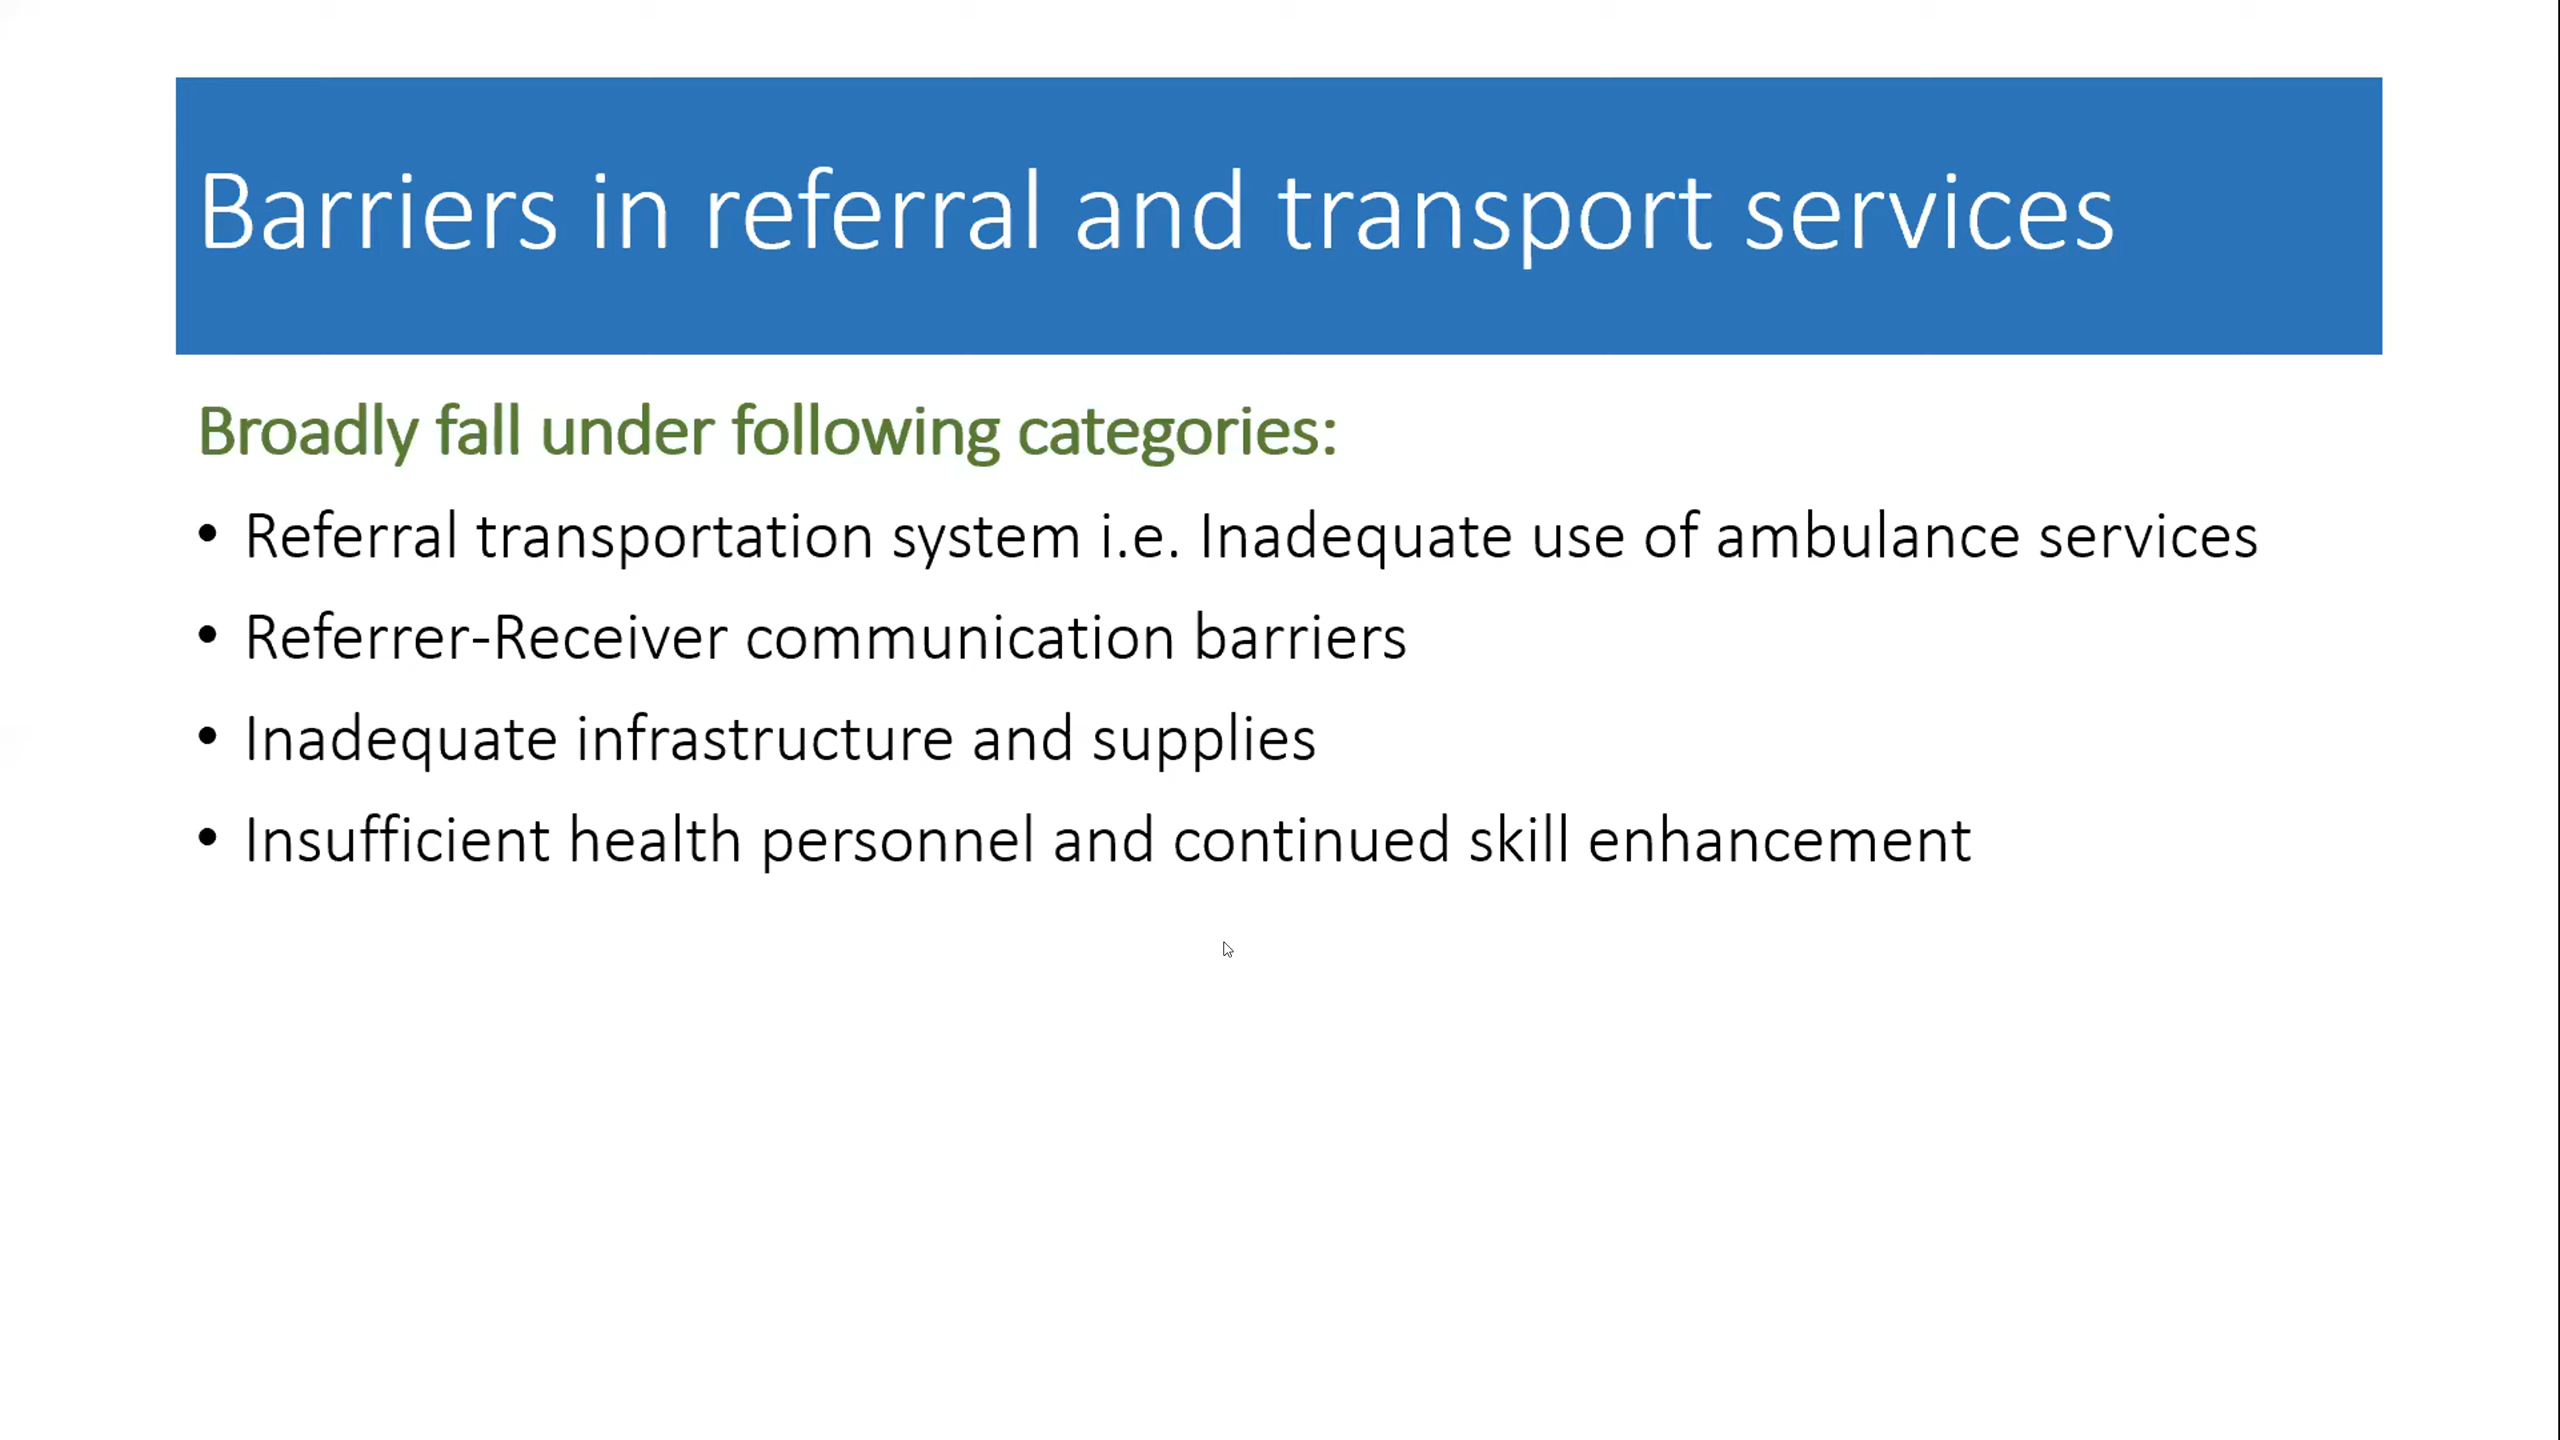 Barriers in referral and transport services
Broadly fall under following categories:
• Referral transportation system i.e. Inadequate use of ambulance services
• Referrer-Receiver communication barriers
• Inadequate infrastructure and supplies
• Insufficient health personnel and continued skill enhancement